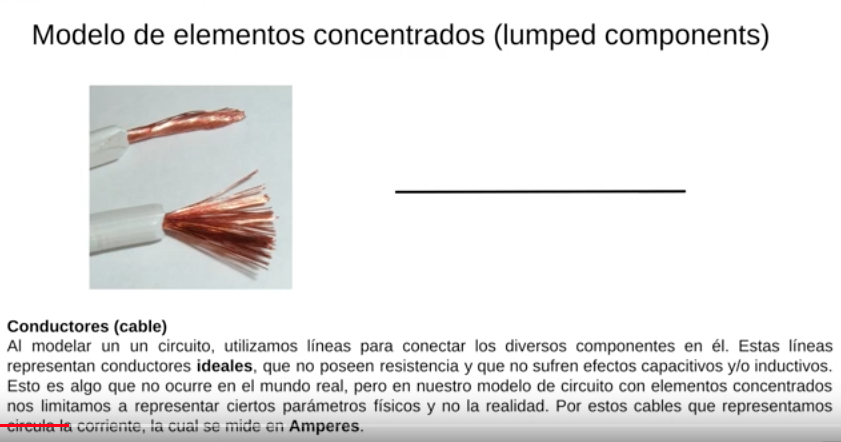 Modelo de elementos concentrados (lumped components)
Conductores (cable)
Al modelar un un circuito, utilizamos líneas para conectar los diversos componentes en él. Estas líneas
representan conductores ideales, que no poseen resistencia y que no sufren efectos capacitivos y/o inductivos.
Esto es algo que no ocurre en el mundo real, pero en nuestro modelo de circuito con elementos concentrados
nos limitamos a representar ciertos parámetros físicos y no la realidad. Por estos cables que representamos
circula la corriente, la cual se mide en Amperes.